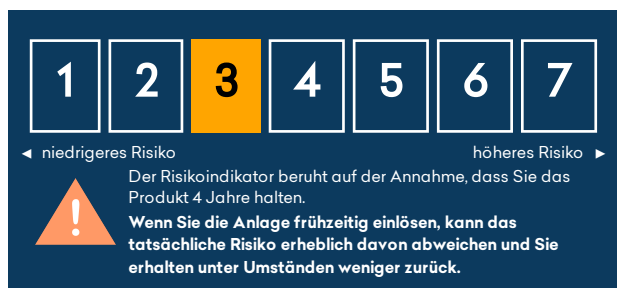 1 2 3 4 5 6 7
◄ niedrigeres Risiko höheres Risiko ►
Der Risikoindikator beruht auf der Annahme, dass Sie das
Produkt 4 Jahre halten.
! Wenn Sie die Anlage frühzeitig einlösen, kann das
tatsächliche Risiko erheblich davon abweichen und Sie
erhalten unter Umständen weniger zurück.